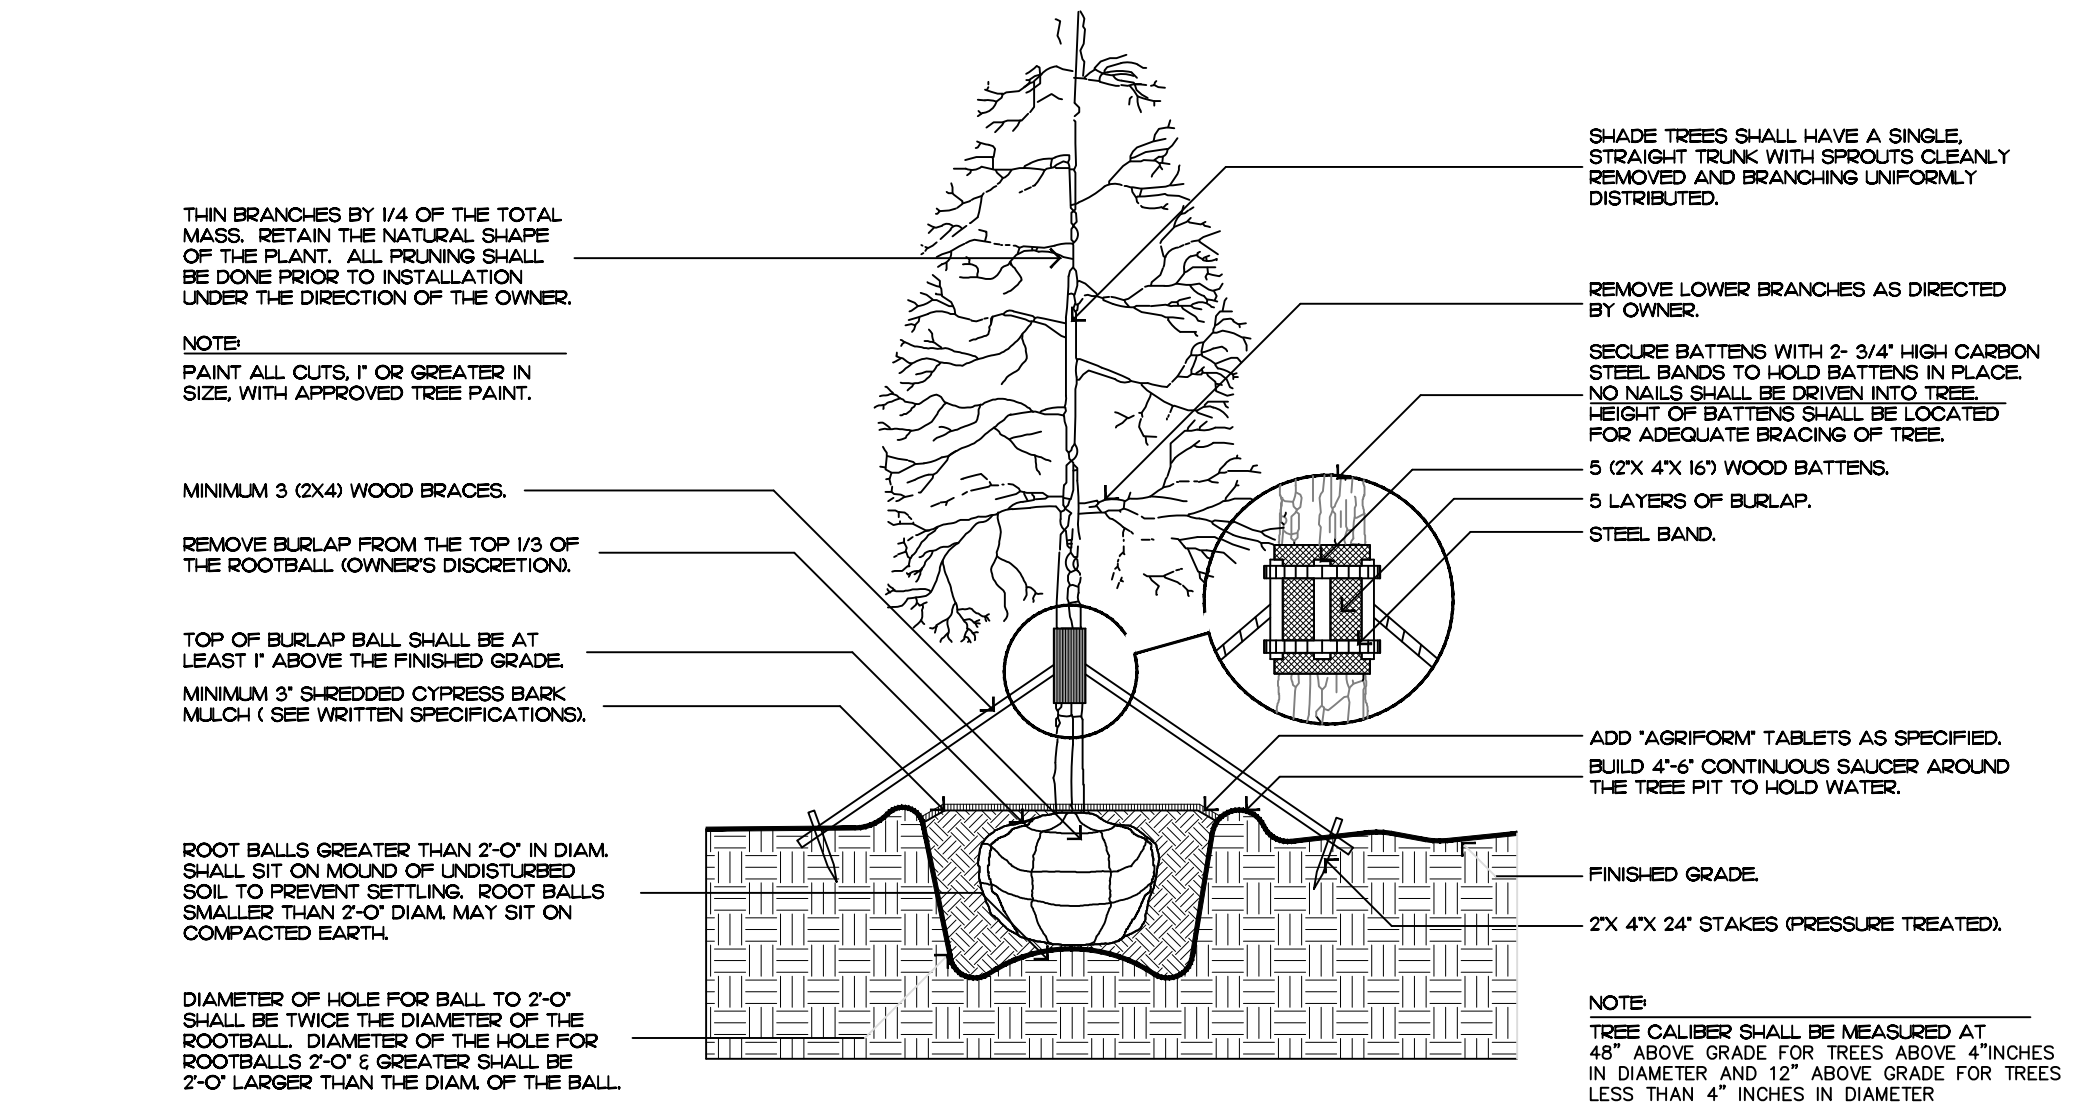 THIN BRANCHES BY 1/4 OF THE TOTAL
MASS.  RETAIN THE NATURAL SHAPE
OF THE PLANT.  ALL PRUNING SHALL
BE DONE PRIOR TO INSTALLATION
UNDER THE DIRECTION OF THE OWNER.
NOTE:
PAINT ALL CUTS, 1" OR GREATER IN
SIZE, WITH APPROVED TREE PAINT.
MINIMUM 3 (2X4) WOOD BRACES.
REMOVE BURLAP FROM THE TOP 1/3 OF
THE ROOTBALL (OWNER'S DISCRETION).
TOP OF BURLAP BALL SHALL BE AT
LEAST 1" ABOVE THE FINISHED GRADE.
MINIMUM 3" SHREDDED CYPRESS BARK
MULCH ( SEE WRITTEN SPECIFICATIONS).
ROOT BALLS GREATER THAN 2'-0" IN DIAM.
SHALL SIT ON MOUND OF UNDISTURBED
SOIL TO PREVENT SETTLING.  ROOT BALLS
SMALLER THAN 2'-0" DIAM. MAY SIT ON
COMPACTED EARTH.
DIAMETER OF HOLE FOR BALL TO 2'-0"
SHALL BE TWICE THE DIAMETER OF THE
ROOTBALL.  DIAMETER OF THE HOLE FOR
ROOTBALLS 2'-0" & GREATER SHALL BE
2'-0" LARGER THAN THE DIAM. OF THE BALL.
SHADE TREES SHALL HAVE A SINGLE,
STRAIGHT TRUNK WITH SPROUTS CLEANLY
REMOVED AND BRANCHING UNIFORMLY
DISTRIBUTED.
REMOVE LOWER BRANCHES AS DIRECTED
BY OWNER.
SECURE BATTENS WITH 2- 3/4" HIGH CARBON
STEEL BANDS TO HOLD BATTENS IN PLACE.
NO NAILS SHALL BE DRIVEN INTO TREE.
HEIGHT OF BATTENS SHALL BE LOCATED
FOR ADEQUATE BRACING OF TREE.
5 (2"X 4"X 16") WOOD BATTENS.
5 LAYERS OF BURLAP.
STEEL BAND.
ADD "AGRIFORM" TABLETS AS SPECIFIED.
BUILD 4"-6" CONTINUOUS SAUCER AROUND
THE TREE PIT TO HOLD WATER.
FINISHED GRADE.
2"X 4"X 24" STAKES (PRESSURE TREATED).
NOTE:
TREE CALIBER SHALL BE MEASURED AT
48" ABOVE GRADE FOR TREES ABOVE 4"INCHES
IN DIAMETER AND 12" ABOVE GRADE FOR TREES
LESS THAN 4" INCHES IN DIAMETER